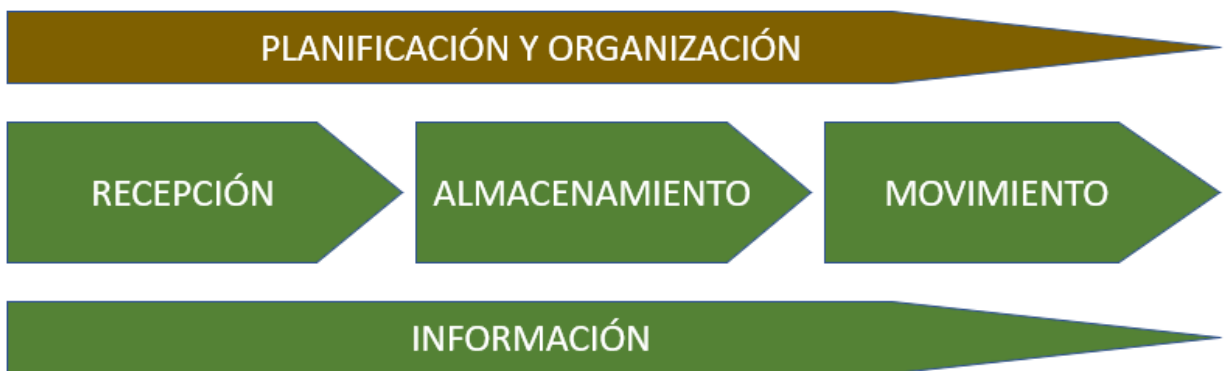 PLANIFICACIÓN Y ORGANIZACIÓN
RECEPCIÓN
ALMACENAMIENTO
MOVIMIENTO
INFORMACIÓN